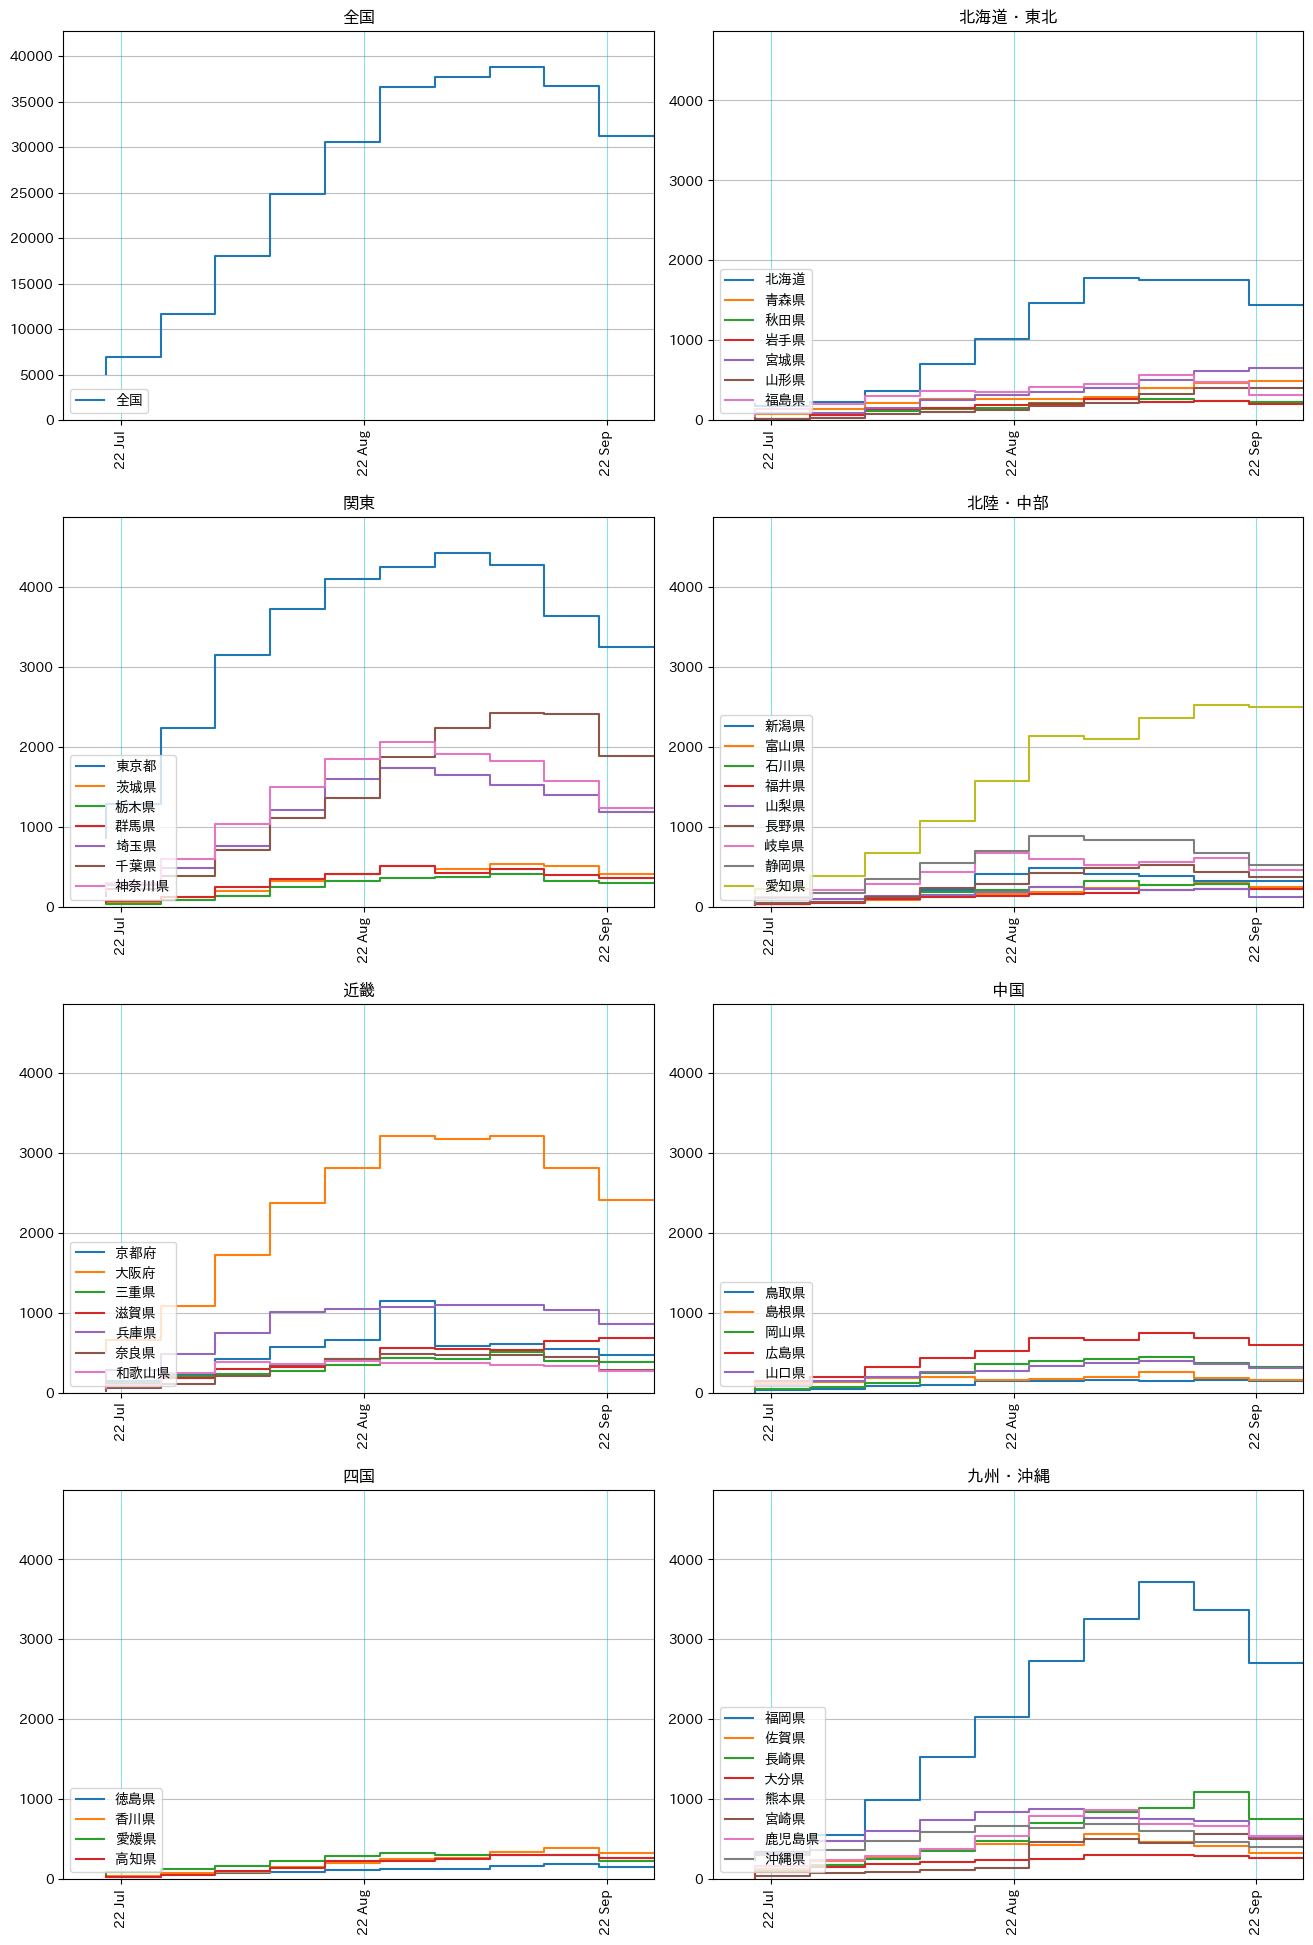 全国
40000
35000
30000
25000
20000
15000
10000
5000
0
全国
22 Jul
22 Aug
22 Sep
北海道・東北
4000
3000
2000
1000
0
北海道
青森県
秋田県
岩手県
宮城県
山形県
福島県
22 Jul
22 Aug
22 Sep
関東
4000
3000
2000
1000
0
東京都
茨城県
栃木県
群馬県
埼玉県
千葉県
神奈川県
22 Jul
22 Aug
22 Sep
北陸・中部
4000
3000
2000
1000
0
新潟県
富山県
石川県
福井県
山梨県
長野県
岐阜県
静岡県
愛知県
22 Jul
22 Aug
22 Sep
近畿
4000
3000
2000
1000
0
京都府
大阪府
三重県
滋賀県
兵庫県
奈良県
和歌山県
22 Jul
22 Aug
22 Sep
中国
4000
3000
2000
1000
0
鳥取県
島根県
岡山県
広島県
山口県
22 Jul
22 Aug
22 Sep
四国
4000
3000
2000
1000
0
徳島県
香川県
愛媛県
高知県
22 Jul
22 Aug
22 Sep
九州・沖縄
4000
3000
2000
1000
0
福岡県
佐賀県
長崎県
大分県
熊本県
宮崎県
鹿児島県
沖縄県
22 Jul
22 Aug
22 Sep